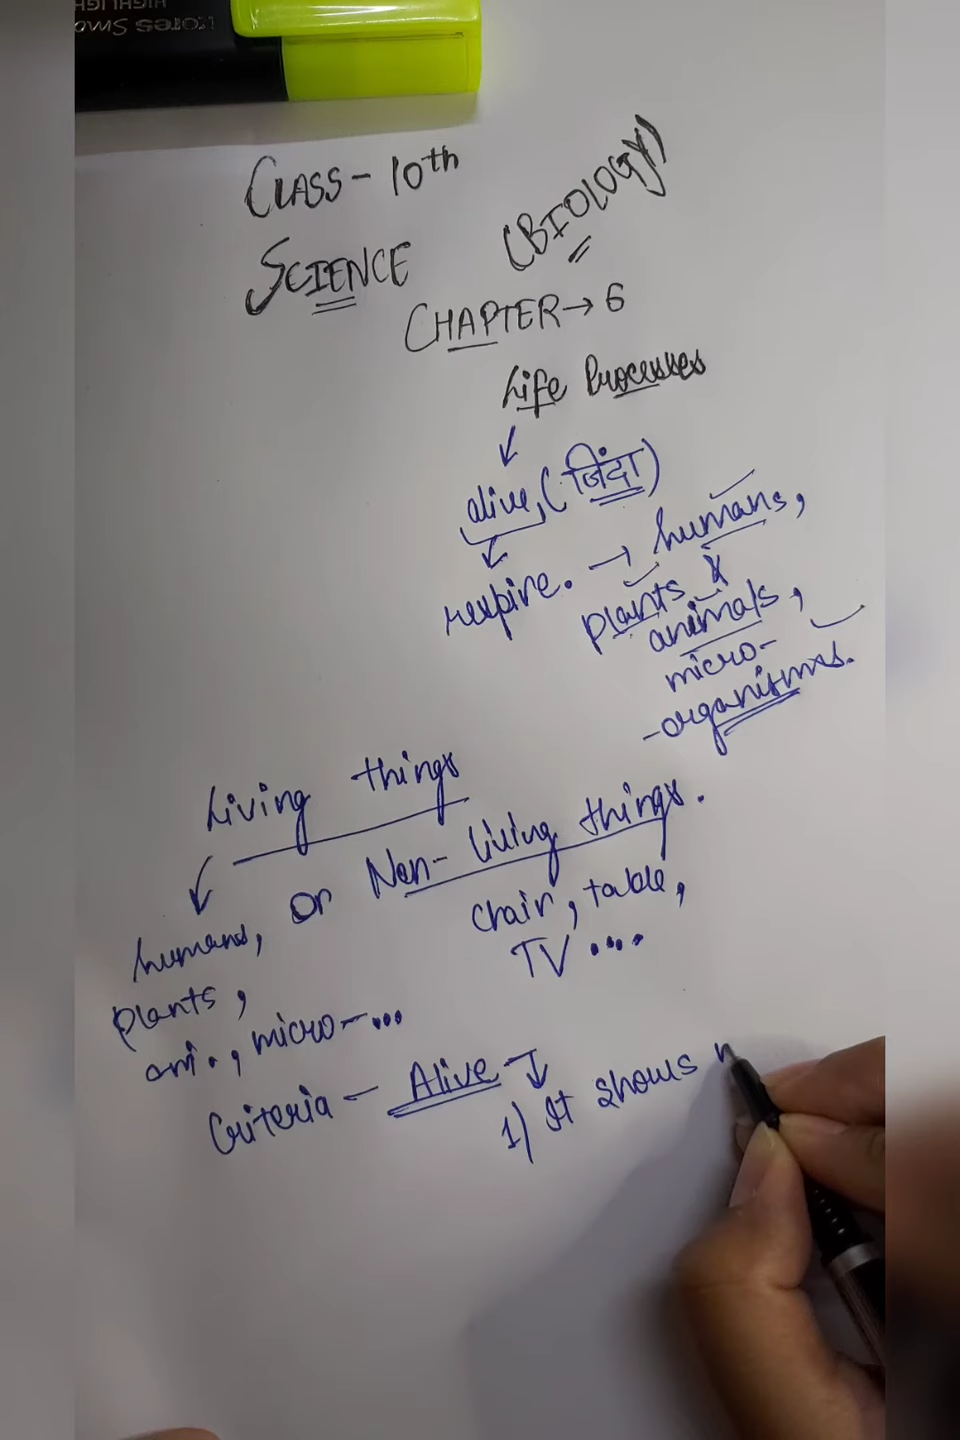 CLASS - 10th
SCIENCE (BIOLOGY)
CHAPTER → 6
Life Processes
alive, (जिंदा)
respire. → humans,
plants &
animals,
micro-
-organisms.
Living things
or Non-living things.
humans,
plants,
ani., micro-...
chair, table,
TV ....
Criteria - Alive →
1) It shows